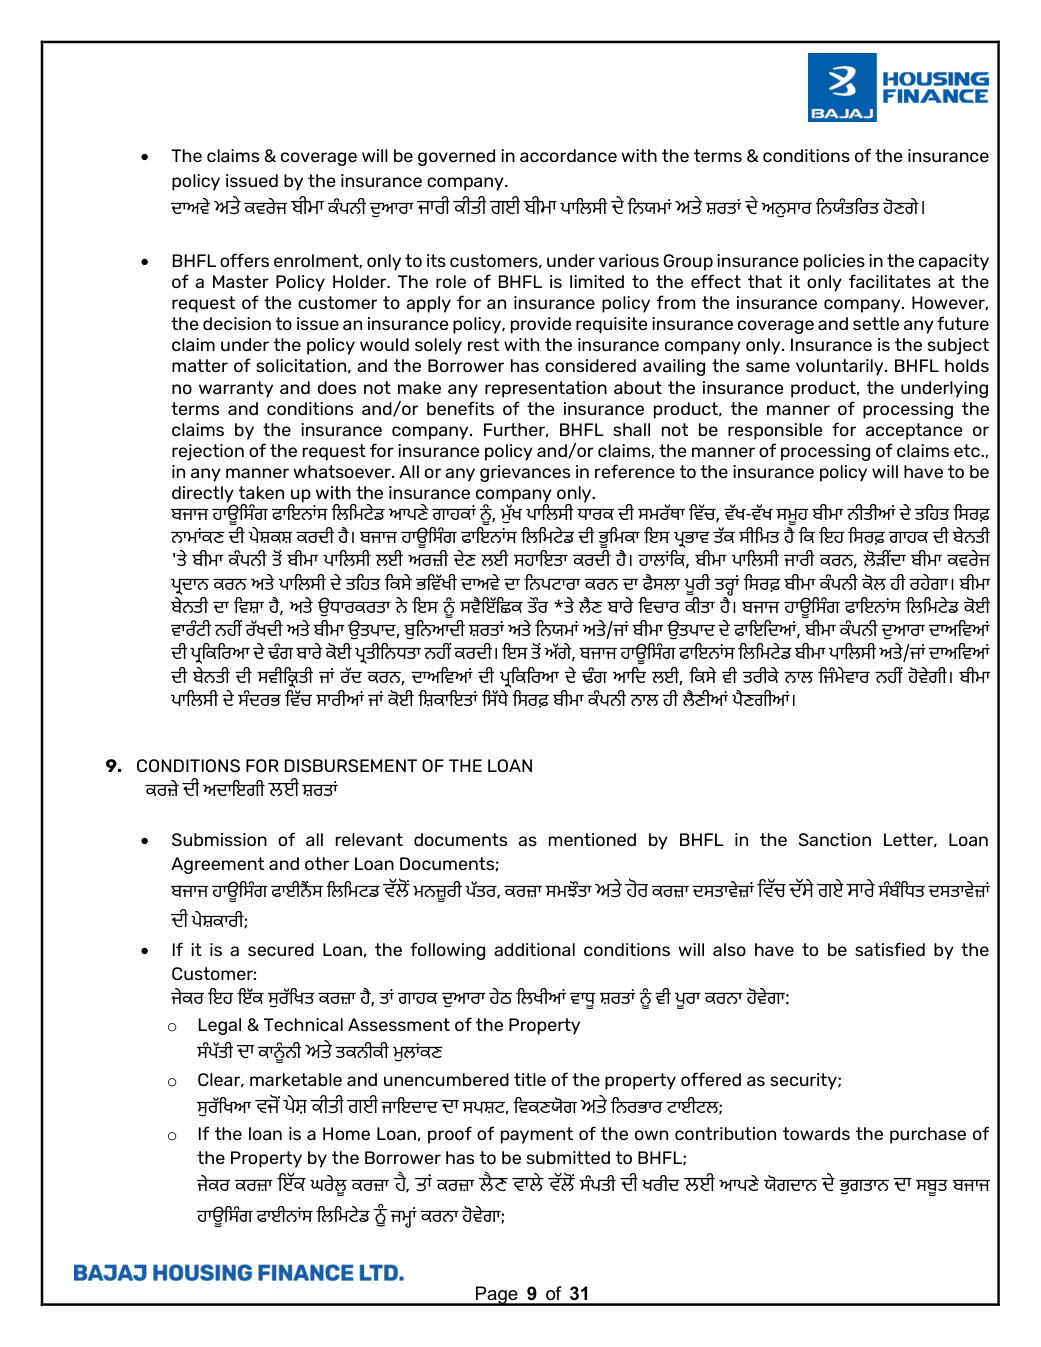 HOUSING
FINANCE
BAJAJ
• The claims & coverage will be governed in accordance with the terms & conditions of the insurance
policy issued by the insurance company.
ਦਾਅਵੇ ਅਤੇ ਕਵਰੇਜ ਬੀਮਾ ਕੰਪਨੀ ਦੁਆਰਾ ਜਾਰੀ ਕੀਤੀ ਗਈ ਬੀਮਾ ਪਾਲਿਸੀ ਦੇ ਨਿਯਮਾਂ ਅਤੇ ਸ਼ਰਤਾਂ ਦੇ ਅਨੁਸਾਰ ਨਿਯੰਤਰਿਤ ਹੋਣਗੇ।
• BHFL offers enrolment, only to its customers, under various Group insurance policies in the capacity
of a Master Policy Holder. The role of BHFL is limited to the effect that it only facilitates at the
request of the customer to apply for an insurance policy from the insurance company. However,
the decision to issue an insurance policy, provide requisite insurance coverage and settle any future
claim under the policy would solely rest with the insurance company only. Insurance is the subject
matter of solicitation, and the Borrower has considered availing the same voluntarily. BHFL holds
no warranty and does not make any representation about the insurance product, the underlying
terms and conditions and/or benefits of the insurance product, the manner of processing the
claims by the insurance company. Further, BHFL shall not be responsible for acceptance or
rejection of the request for insurance policy and/or claims, the manner of processing of claims etc.,
in any manner whatsoever. All or any grievances in reference to the insurance policy will have to be
directly taken up with the insurance company only.
ਬਜਾਜ ਹਾਊਸਿੰਗ ਫਾਇਨਾਂਸ ਲਿਮਿਟੇਡ ਆਪਣੇ ਗਾਹਕਾਂ ਨੂੰ, ਮੁੱਖ ਪਾਲਿਸੀ ਧਾਰਕ ਦੀ ਸਮਰੱਥਾ ਵਿੱਚ, ਵੱਖ-ਵੱਖ ਸਮੂਹ ਬੀਮਾ ਨੀਤੀਆਂ ਦੇ ਤਹਿਤ ਸਿਰਫ਼
ਨਾਮਾਂਕਣ ਦੀ ਪੇਸ਼ਕਸ਼ ਕਰਦੀ ਹੈ। ਬਜਾਜ ਹਾਊਸਿੰਗ ਫਾਇਨਾਂਸ ਲਿਮਿਟੇਡ ਦੀ ਭੂਮਿਕਾ ਇਸ ਪ੍ਰਭਾਵ ਤੱਕ ਸੀਮਿਤ ਹੈ ਕਿ ਇਹ ਸਿਰਫ਼ ਗਾਹਕ ਦੀ ਬੇਨਤੀ
'ਤੇ ਬੀਮਾ ਕੰਪਨੀ ਤੋਂ ਬੀਮਾ ਪਾਲਿਸੀ ਲਈ ਅਰਜ਼ੀ ਦੇਣ ਲਈ ਸਹਾਇਤਾ ਕਰਦੀ ਹੈ। ਹਾਲਾਂਕਿ, ਬੀਮਾ ਪਾਲਿਸੀ ਜਾਰੀ ਕਰਨ, ਲੋੜੀਂਦਾ ਬੀਮਾ ਕਵਰੇਜ
ਪ੍ਰਦਾਨ ਕਰਨ ਅਤੇ ਪਾਲਿਸੀ ਦੇ ਤਹਿਤ ਕਿਸੇ ਭਵਿੱਖੀ ਦਾਅਵੇ ਦਾ ਨਿਪਟਾਰਾ ਕਰਨ ਦਾ ਫੈਸਲਾ ਪੂਰੀ ਤਰ੍ਹਾਂ ਸਿਰਫ਼ ਬੀਮਾ ਕੰਪਨੀ ਕੋਲ ਹੀ ਰਹੇਗਾ। ਬੀਮਾ
ਬੇਨਤੀ ਦਾ ਵਿਸ਼ਾ ਹੈ, ਅਤੇ ਉਧਾਰਕਰਤਾ ਨੇ ਇਸ ਨੂੰ ਸਵੈਇੱਛਿਕ ਤੌਰ *ਤੇ ਲੈਣ ਬਾਰੇ ਵਿਚਾਰ ਕੀਤਾ ਹੈ। ਬਜਾਜ ਹਾਊਸਿੰਗ ਫਾਇਨਾਂਸ ਲਿਮਿਟੇਡ ਕੋਈ
ਵਾਰੰਟੀ ਨਹੀਂ ਰੱਖਦੀ ਅਤੇ ਬੀਮਾ ਉਤਪਾਦ, ਬੁਨਿਆਦੀ ਸ਼ਰਤਾਂ ਅਤੇ ਨਿਯਮਾਂ ਅਤੇ/ਜਾਂ ਬੀਮਾ ਉਤਪਾਦ ਦੇ ਫਾਇਦਿਆਂ, ਬੀਮਾ ਕੰਪਨੀ ਦੁਆਰਾ ਦਾਅਵਿਆਂ
ਦੀ ਪ੍ਰਕਿਰਿਆ ਦੇ ਢੰਗ ਬਾਰੇ ਕੋਈ ਪ੍ਰਤੀਨਿਧਤਾ ਨਹੀਂ ਕਰਦੀ। ਇਸ ਤੋਂ ਅੱਗੇ, ਬਜਾਜ ਹਾਊਸਿੰਗ ਫਾਇਨਾਂਸ ਲਿਮਿਟੇਡ ਬੀਮਾ ਪਾਲਿਸੀ ਅਤੇ/ਜਾਂ ਦਾਅਵਿਆਂ
ਦੀ ਬੇਨਤੀ ਦੀ ਸਵੀਕ੍ਰਿਤੀ ਜਾਂ ਰੱਦ ਕਰਨ, ਦਾਅਵਿਆਂ ਦੀ ਪ੍ਰਕਿਰਿਆ ਦੇ ਢੰਗ ਆਦਿ ਲਈ, ਕਿਸੇ ਵੀ ਤਰੀਕੇ ਨਾਲ ਜਿੰਮੇਵਾਰ ਨਹੀਂ ਹੋਵੇਗੀ। ਬੀਮਾ
ਪਾਲਿਸੀ ਦੇ ਸੰਦਰਭ ਵਿੱਚ ਸਾਰੀਆਂ ਜਾਂ ਕੋਈ ਸ਼ਿਕਾਇਤਾਂ ਸਿੱਧੇ ਸਿਰਫ਼ ਬੀਮਾ ਕੰਪਨੀ ਨਾਲ ਹੀ ਲੈਣੀਆਂ ਪੈਣਗੀਆਂ।
9. CONDITIONS FOR DISBURSEMENT OF THE LOAN
ਕਰਜ਼ੇ ਦੀ ਅਦਾਇਗੀ ਲਈ ਸ਼ਰਤਾਂ
• Submission of all relevant documents as mentioned by BHFL in the Sanction Letter, Loan
Agreement and other Loan Documents;
ਬਜਾਜ ਹਾਊਸਿੰਗ ਫਾਈਨੈਂਸ ਲਿਮਿਟਡ ਵੱਲੋਂ ਮਨਜ਼ੂਰੀ ਪੱਤਰ, ਕਰਜ਼ਾ ਸਮਝੌਤਾ ਅਤੇ ਹੋਰ ਕਰਜ਼ਾ ਦਸਤਾਵੇਜ਼ਾਂ ਵਿੱਚ ਦੱਸੇ ਗਏ ਸਾਰੇ ਸੰਬੰਧਿਤ ਦਸਤਾਵੇਜ਼ਾਂ
ਦੀ ਪੇਸ਼ਕਾਰੀ;
• If it is a secured Loan, the following additional conditions will also have to be satisfied by the
Customer:
ਜੇਕਰ ਇਹ ਇੱਕ ਸੁਰੱਖਿਤ ਕਰਜ਼ਾ ਹੈ, ਤਾਂ ਗਾਹਕ ਦੁਆਰਾ ਹੇਠ ਲਿਖੀਆਂ ਵਾਧੂ ਸ਼ਰਤਾਂ ਨੂੰ ਵੀ ਪੂਰਾ ਕਰਨਾ ਹੋਵੇਗਾ:
○ Legal & Technical Assessment of the Property
ਸੰਪੱਤੀ ਦਾ ਕਾਨੂੰਨੀ ਅਤੇ ਤਕਨੀਕੀ ਮੁਲਾਂਕਣ
○ Clear, marketable and unencumbered title of the property offered as security;
ਸੁਰੱਖਿਆ ਵਜੋਂ ਪੇਸ਼ ਕੀਤੀ ਗਈ ਜਾਇਦਾਦ ਦਾ ਸਪਸ਼ਟ, ਵਿਕਣਯੋਗ ਅਤੇ ਨਿਰਭਾਰ ਟਾਈਟਲ;
○ If the loan is a Home Loan, proof of payment of the own contribution towards the purchase of
the Property by the Borrower has to be submitted to BHFL;
ਜੇਕਰ ਕਰਜ਼ਾ ਇੱਕ ਘਰੇਲੂ ਕਰਜ਼ਾ ਹੈ, ਤਾਂ ਕਰਜ਼ਾ ਲੈਣ ਵਾਲੇ ਵੱਲੋਂ ਸੰਪਤੀ ਦੀ ਖਰੀਦ ਲਈ ਆਪਣੇ ਯੋਗਦਾਨ ਦੇ ਭੁਗਤਾਨ ਦਾ ਸਬੂਤ ਬਜਾਜ
ਹਾਊਸਿੰਗ ਫਾਈਨਾਂਸ ਲਿਮਿਟੇਡ ਨੂੰ ਜਮ੍ਹਾਂ ਕਰਨਾ ਹੋਵੇਗਾ;
BAJAJ HOUSING FINANCE LTD.
Page 9 of 31